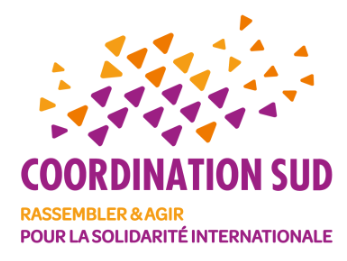 COORDINATION SUD
RASSEMBLER & AGIR
POUR LA SOLIDARITÉ INTERNATIONALE